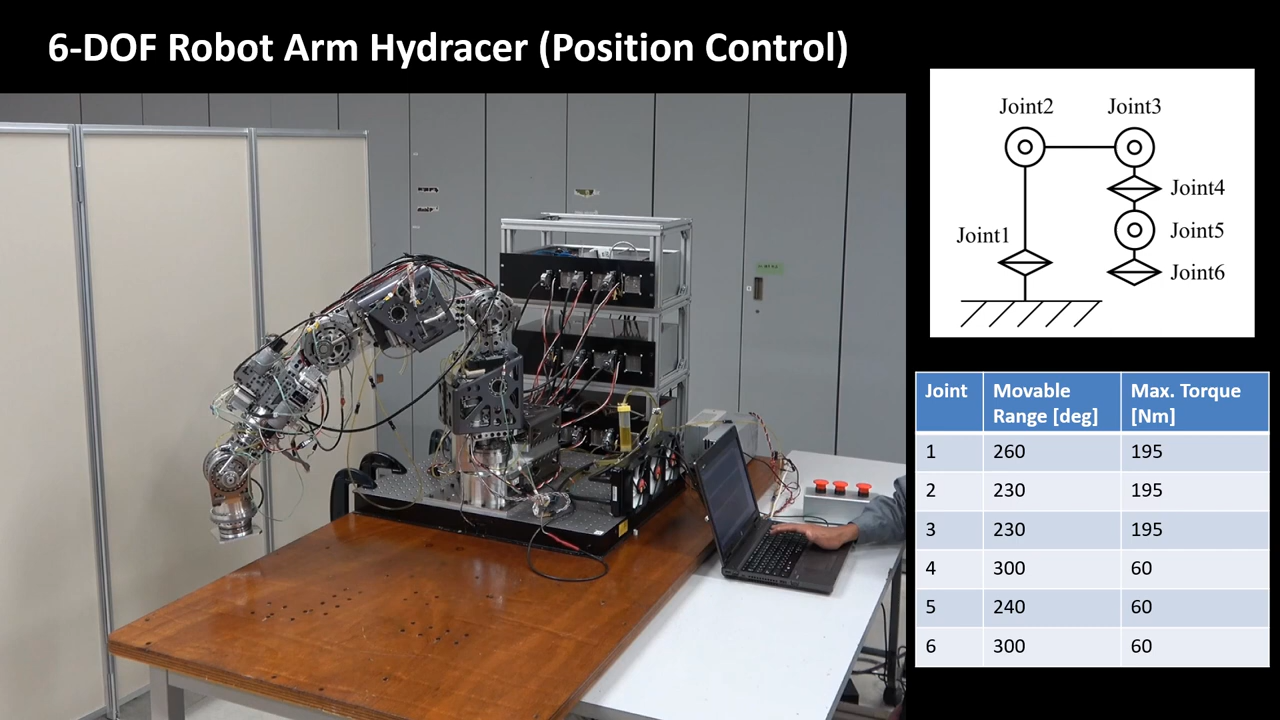 6-DOF Robot Arm Hydracer (Position Control)
Joint2 Joint3
Joint4
Joint1 Joint5
Joint6
Joint Movable Range [deg] Max. Torque [Nm]
1 260 195
2 230 195
3 230 195
4 300 60
5 240 60
6 300 60